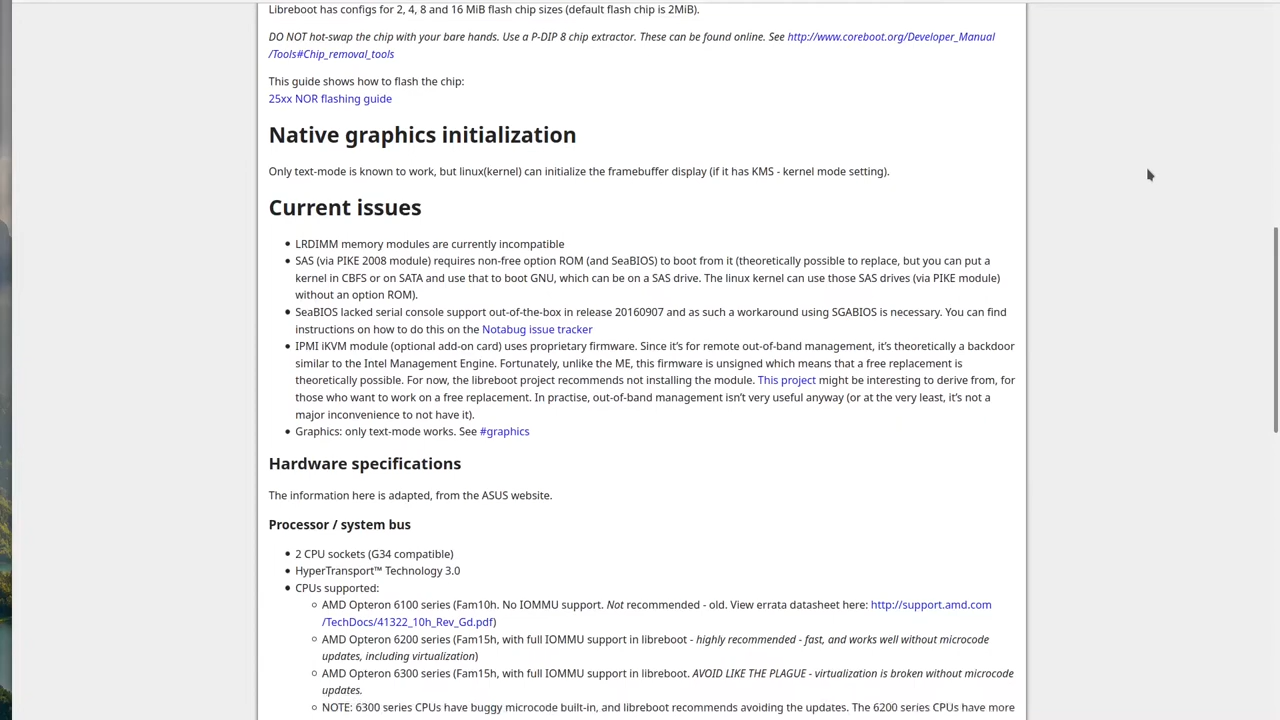 Libreboot has configs for 2, 4, 8 and 16 MiB flash chip sizes (default flash chip is 2MiB).
DO NOT hot-swap the chip with your bare hands. Use a P-DIP 8 chip extractor. These can be found online. See http://www.coreboot.org/Developer_Manual
/Tools#Chip_removal_tools
This guide shows how to flash the chip:
25xx NOR flashing guide
Native graphics initialization
Only text-mode is known to work, but linux(kernel) can initialize the framebuffer display (if it has KMS - kernel mode setting).
Current issues
• LRDIMM memory modules are currently incompatible
• SAS (via PIKE 2008 module) requires non-free option ROM (and SeaBIOS) to boot from it (theoretically possible to replace, but you can put a
kernel in CBFS or on SATA and use that to boot GNU, which can be on a SAS drive. The linux kernel can use those SAS drives (via PIKE module)
without an option ROM).
• SeaBIOS lacked serial console support out-of-the-box in release 20160907 and as such a workaround using SGABIOS is necessary. You can find
instructions on how to do this on the Notabug issue tracker
• IPMI iKVM module (optional add-on card) uses proprietary firmware. Since it’s for remote out-of-band management, it’s theoretically a backdoor
similar to the Intel Management Engine. Fortunately, unlike the ME, this firmware is unsigned which means that a free replacement is
theoretically possible. For now, the libreboot project recommends not installing the module. This project might be interesting to derive from, for
those who want to work on a free replacement. In practise, out-of-band management isn’t very useful anyway (or at the very least, it’s not a
major inconvenience to not have it).
• Graphics: only text-mode works. See #graphics
Hardware specifications
The information here is adapted, from the ASUS website.
Processor / system bus
• 2 CPU sockets (G34 compatible)
• HyperTransport™ Technology 3.0
• CPUs supported:
◦ AMD Opteron 6100 series (Fam10h. No IOMMU support. Not recommended - old. View errata datasheet here: http://support.amd.com
/TechDocs/41322_10h_Rev_Gd.pdf)
◦ AMD Opteron 6200 series (Fam15h, with full IOMMU support in libreboot - highly recommended - fast, and works well without microcode
updates, including virtualization)
◦ AMD Opteron 6300 series (Fam15h, with full IOMMU support in libreboot. AVOID LIKE THE PLAGUE - virtualization is broken without microcode
updates.
◦ NOTE: 6300 series CPUs have buggy microcode built-in, and libreboot recommends avoiding the updates. The 6200 series CPUs have more